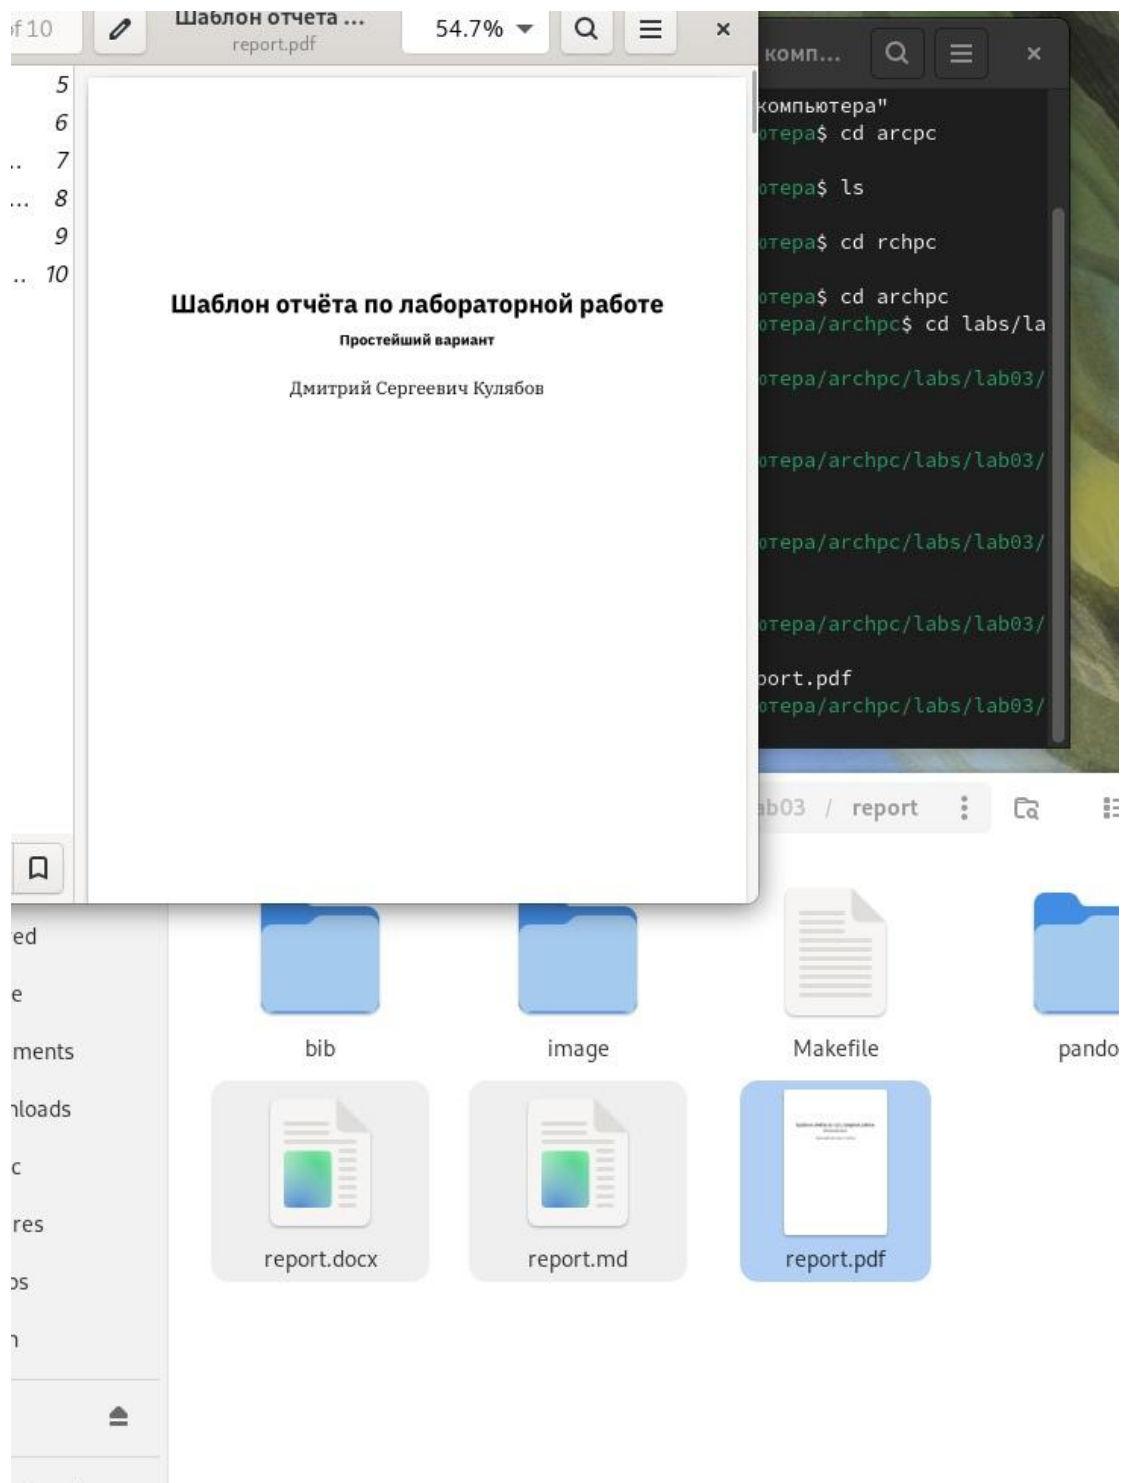 of 10
Шаблон отчёта ...
report.pdf
54.7%
5
6
.. 7
... 8
9
.. 10
Шаблон отчёта по лабораторной работе
Простейший вариант
Дмитрий Сергеевич Кулябов
комп...
компьютера"
ютера$ cd arcpc
ютера$ ls
ютера$ cd rchpc
ютера$ cd archpc
ютера/archpc$ cd labs/la
ютера/archpc/labs/lab03/
ютера/archpc/labs/lab03/
ютера/archpc/labs/lab03/
ютера/archpc/labs/lab03/
port.pdf
ютера/archpc/labs/lab03/
ab03 / report
ed
e
ments
nloads
c
res
os
n
bib
image
Makefile
pando
report.docx
report.md
report.pdf